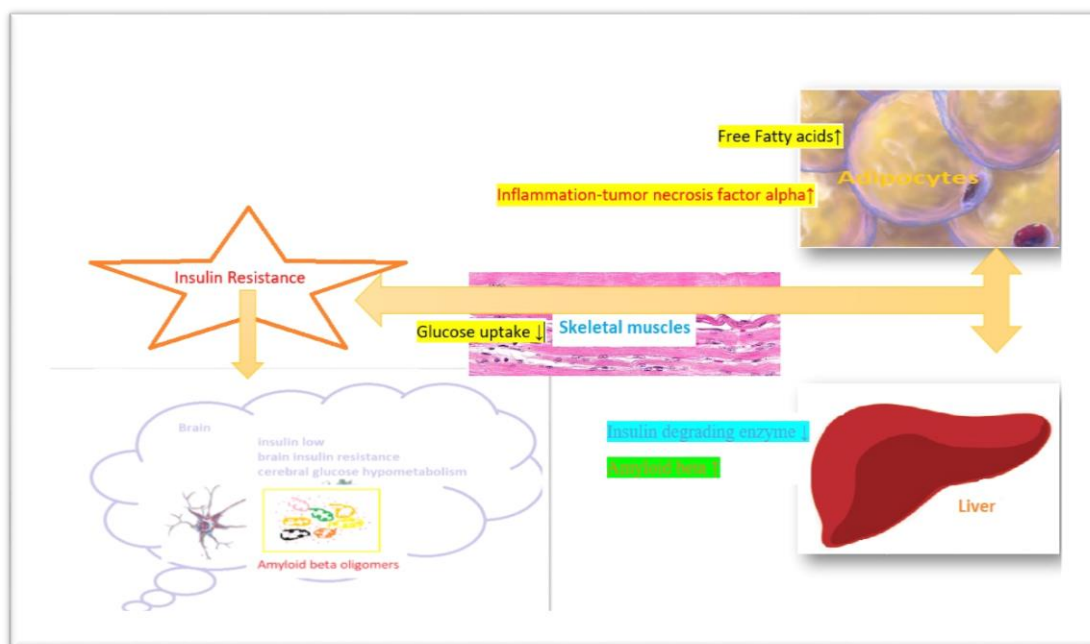 Free Fatty acids↑
Adipocytes
Inflammation-tumor necrosis factor alpha↑
Insulin Resistance
Glucose uptake ↓
Skeletal muscles
Brain
insulin low
brain insulin resistance
cerebral glucose hypometabolism
Amyloid beta oligomers
Insulin degrading enzyme ↓
Amyloid beta ↑
Liver